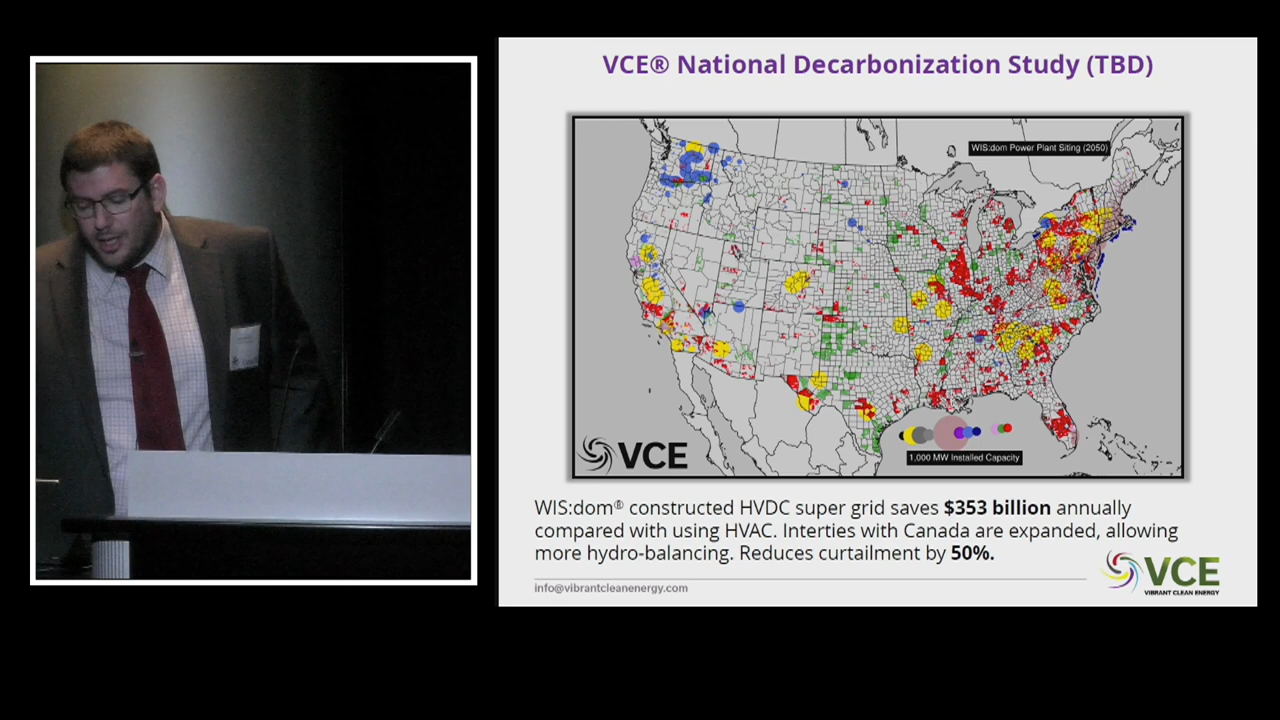 VCE® National Decarbonization Study (TBD)
WIS:dom Power Plant Siting (2050)
1,000 MW Installed Capacity
VCE
WIS:dom® constructed HVDC super grid saves $353 billion annually
compared with using HVAC. Interties with Canada are expanded, allowing
more hydro-balancing. Reduces curtailment by 50%.
info@vibrantcleanenergy.com
VCE
VIBRANT CLEAN ENERGY